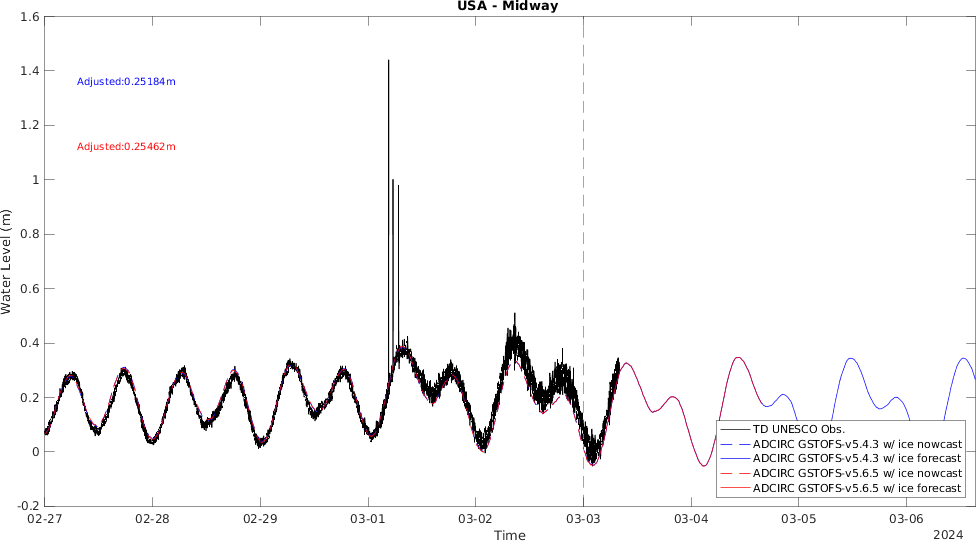 USA - Midway
1.6
1.4
1.2
1
0.8
0.6
0.4
0.2
0
-0.2
Water Level (m)
Adjusted:0.25184m
Adjusted:0.25462m
TD UNESCO Obs.
ADCIRC GSTOFS-v5.4.3 w/ ice nowcast
ADCIRC GSTOFS-v5.4.3 w/ ice forecast
ADCIRC GSTOFS-v5.6.5 w/ ice nowcast
ADCIRC GSTOFS-v5.6.5 w/ ice forecast
02-27 02-28 02-29 03-01 03-02 03-03 03-04 03-05 03-06
Time
2024